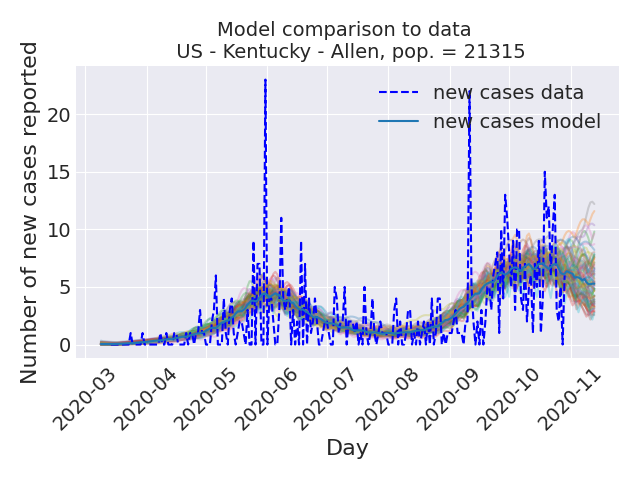 Model comparison to data
US - Kentucky - Allen, pop. = 21315
Number of new cases reported
20
15
10
5
0
new cases data
new cases model
2020-03
2020-04
2020-05
2020-06
2020-07
2020-08
2020-09
2020-10
2020-11
Day